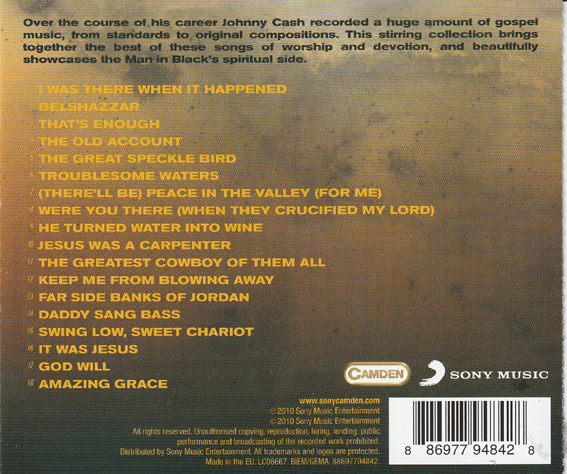 Over the course of his career Johnny Cash recorded a huge amount of gospel
music, from standards to original compositions. This stirring collection brings
together the best of these songs of worship and devotion, and beautifully
showcases the Man in Black's spiritual side.
I WAS THERE WHEN IT HAPPENED
BELSHAZZAR
THAT'S ENOUGH
THE OLD ACCOUNT
THE GREAT SPECKLE BIRD
TROUBLESOME WATERS
7 (THERE'LL BE) PEACE IN THE VALLEY (FOR ME)
8 WERE YOU THERE (WHEN THEY CRUCIFIED MY LORD)
9 HE TURNED WATER INTO WINE
10 JESUS WAS A CARPENTER
11 THE GREATEST COWBOY OF THEM ALL
12 KEEP ME FROM BLOWING AWAY
13 FAR SIDE BANKS OF JORDAN
14 DADDY SANG BASS
15 SWING LOW, SWEET CHARIOT
16 IT WAS JESUS
17 GOD WILL
18 AMAZING GRACE
CAMDEN
SONY MUSIC
www.sonycamden.com
℗ 2010 Sony Music Entertainment
© 2010 Sony Music Entertainment
All rights reserved. Unauthorised copying, reproduction, hiring, lending, public
performance and broadcasting of the recorded work prohibited.
Distributed by Sony Music Entertainment. All trademarks and logos are protected.
Made in the EU. LC06667. BIEM/GEMA. 88697794842.
8 86977 94842 8